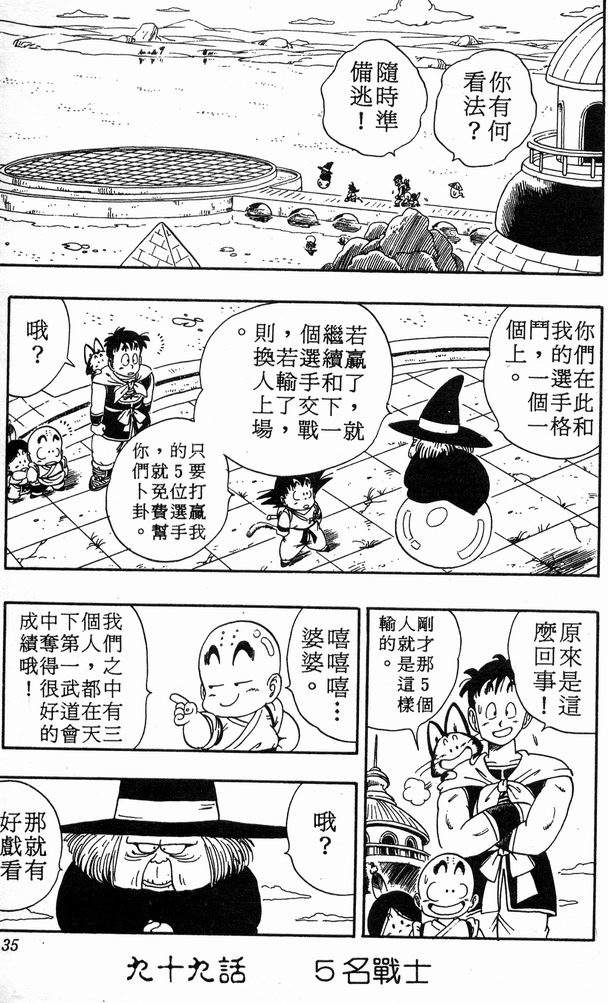 你有何
看法？
隨時準
備逃！
你們在此和
我的選手格
鬥，一個一
個上。
若贏了，就
繼續和下一
個選手交戰
，若輸了，
則換人上場
。
只要打贏我
的5位選手
，就免費幫
你們卜卦。
哦？
原來是這
麼回事！
剛才那5個
人就是這樣
輸的。
嘻嘻嘻…
婆婆。
我們之中有三
個人，都在天
下第一武道會
中奪得很好的
成績哦！
哦？
那就有
好戲看
35
九十九話 5名戰士